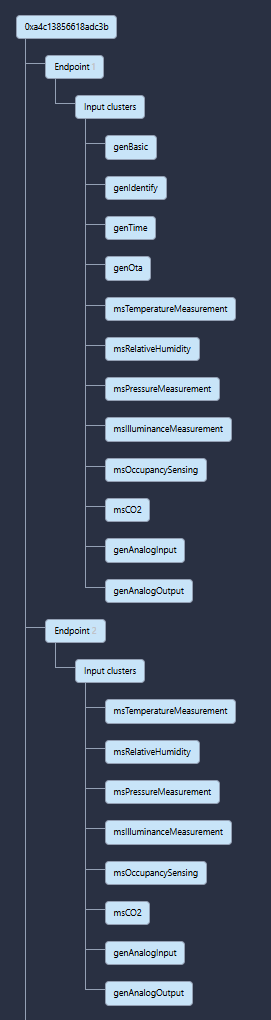 0xa4c13856618adc3b
Endpoint 1
Input clusters
genBasic
genIdentify
genTime
genOta
msTemperatureMeasurement
msRelativeHumidity
msPressureMeasurement
msIlluminanceMeasurement
msOccupancySensing
msCO2
genAnalogInput
genAnalogOutput
Endpoint 2
Input clusters
msTemperatureMeasurement
msRelativeHumidity
msPressureMeasurement
msIlluminanceMeasurement
msOccupancySensing
msCO2
genAnalogInput
genAnalogOutput